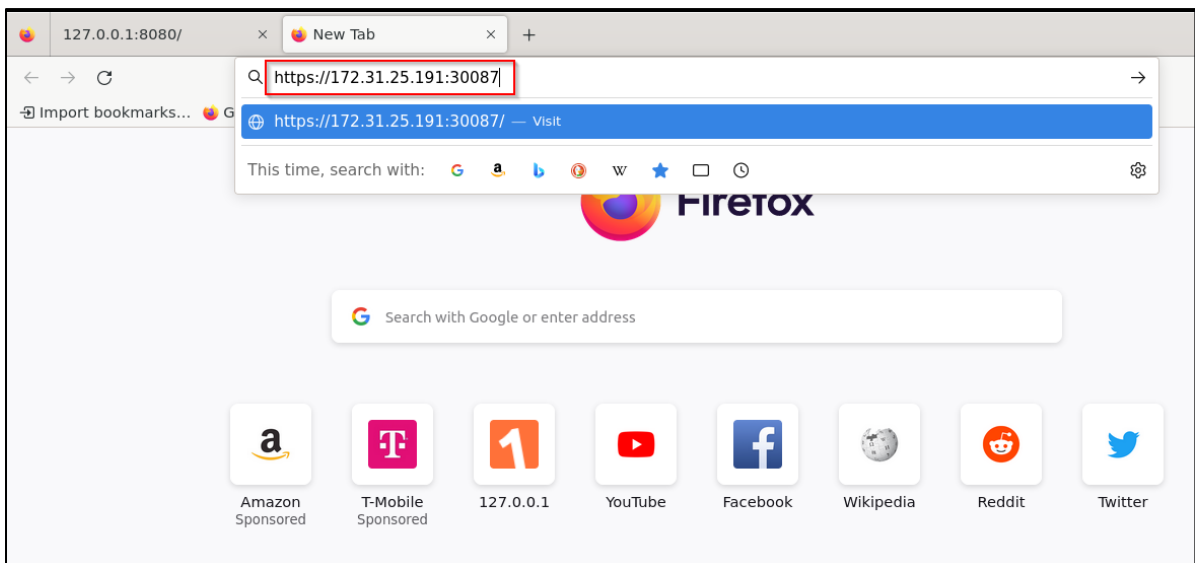 127.0.0.1:8080/
New Tab
https://172.31.25.191:30087
Import bookmarks... G
https://172.31.25.191:30087/ — Visit
This time, search with: G a b W
Firefox
G Search with Google or enter address
a T 1 f
Amazon T-Mobile 127.0.0.1 YouTube Facebook Wikipedia Reddit Twitter
Sponsored Sponsored